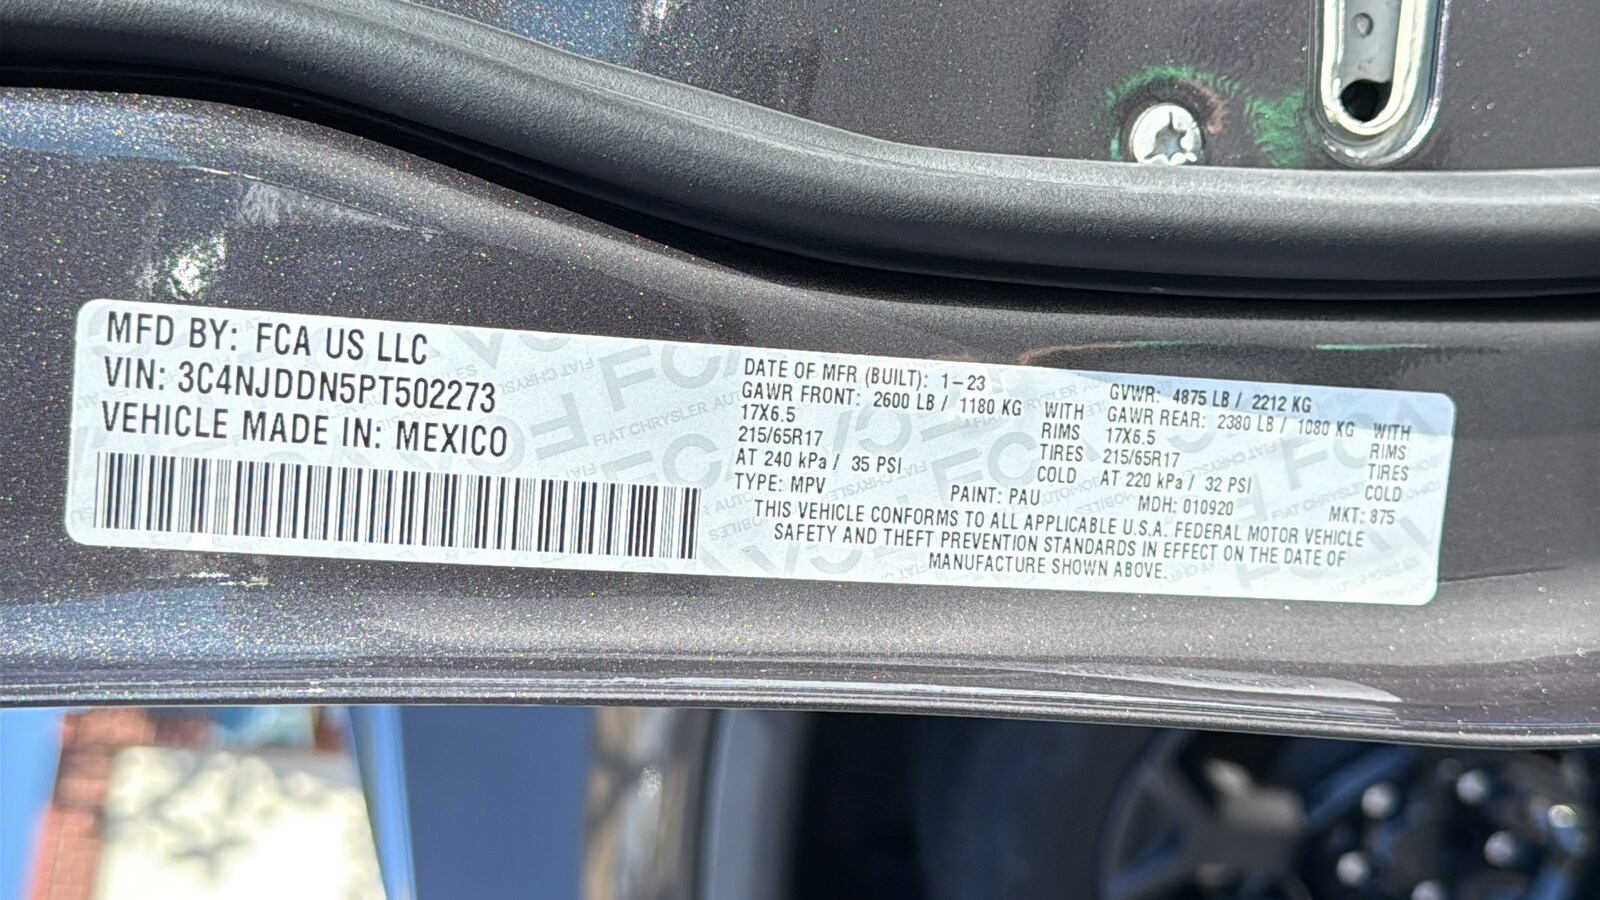 MFD BY: FCA US LLC
VIN: 3C4NJDDN5PT502273
VEHICLE MADE IN: MEXICO
DATE OF MFR (BUILT): 1-23 GVWR: 4875 LB / 2212 KG
GAWR FRONT: 2600 LB / 1180 KG WITH GAWR REAR: 2380 LB / 1080 KG WITH
17X6.5 RIMS 17X6.5 RIMS
215/65R17 TIRES 215/65R17 TIRES
AT 240 kPa / 35 PSI COLD AT 220 kPa / 32 PSI COLD
TYPE: MPV PAINT: PAU MDH: 010920 MKT: 875
THIS VEHICLE CONFORMS TO ALL APPLICABLE U.S.A. FEDERAL MOTOR VEHICLE
SAFETY AND THEFT PREVENTION STANDARDS IN EFFECT ON THE DATE OF
MANUFACTURE SHOWN ABOVE.